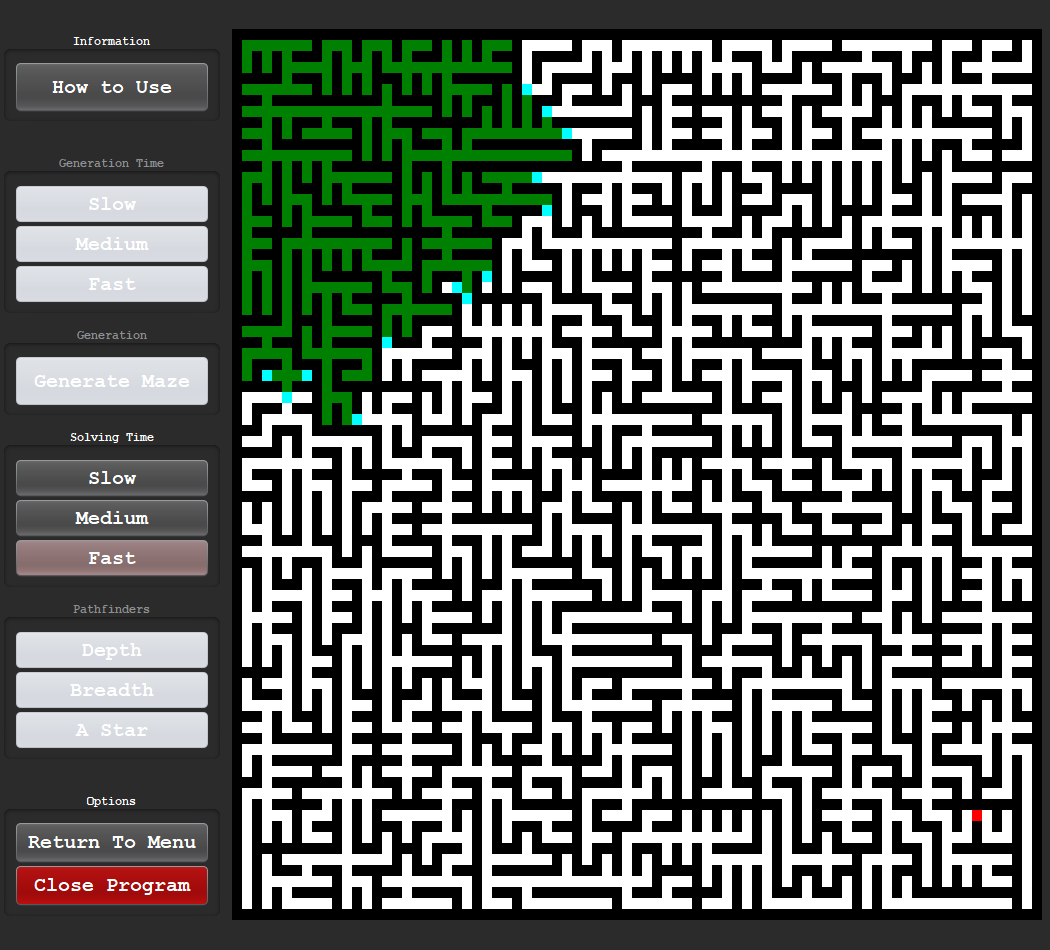 Information
How to Use
Generation Time
Slow
Medium
Fast
Generation
Generate Maze
Solving Time
Slow
Medium
Fast
Pathfinders
Depth
Breadth
A Star
Options
Return To Menu
Close Program